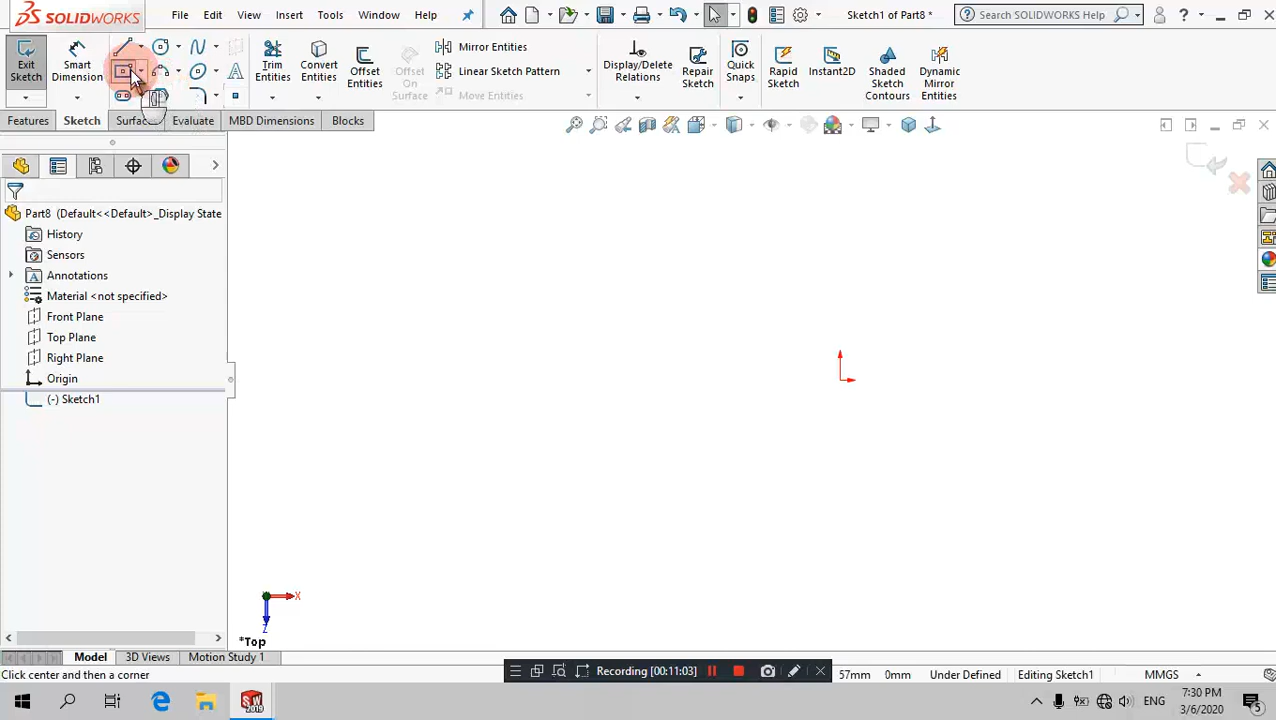 SOLIDWORKS
File Edit View Insert Tools Window Help
Sketch1 of Part8 *
Search SOLIDWORKS Help
Exit Sketch
Smart Dimension
Trim Entities
Convert Entities
Offset Entities
Offset On Surface
Mirror Entities
Linear Sketch Pattern
Move Entities
Display/Delete Relations
Repair Sketch
Quick Snaps
Rapid Sketch
Instant2D
Shaded Sketch Contours
Dynamic Mirror Entities
Features Sketch Evaluate MBD Dimensions Blocks
Part8 (Default<<Default>_Display State
History
Sensors
Annotations
Material <not specified>
Front Plane
Top Plane
Right Plane
Origin
(-) Sketch1
X
Z
*Top
Model 3D Views Motion Study 1
Recording [00:11:03]
Click center and then a corner
57mm 0mm Under Defined Editing Sketch1 MMGS
SW
2019
ENG
7:30 PM
3/6/2020
5